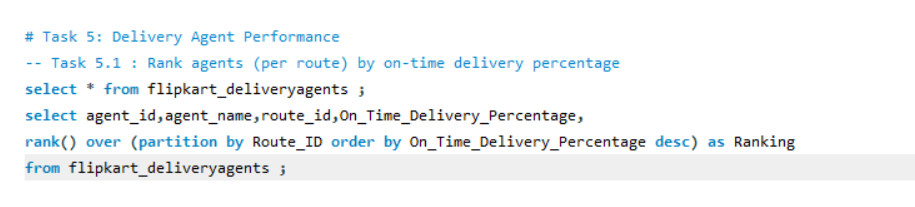 # Task 5: Delivery Agent Performance
-- Task 5.1 : Rank agents (per route) by on-time delivery percentage
select * from flipkart_deliveryagents ;
select agent_id,agent_name,route_id,On_Time_Delivery_Percentage,
rank() over (partition by Route_ID order by On_Time_Delivery_Percentage desc) as Ranking
from flipkart_deliveryagents ;